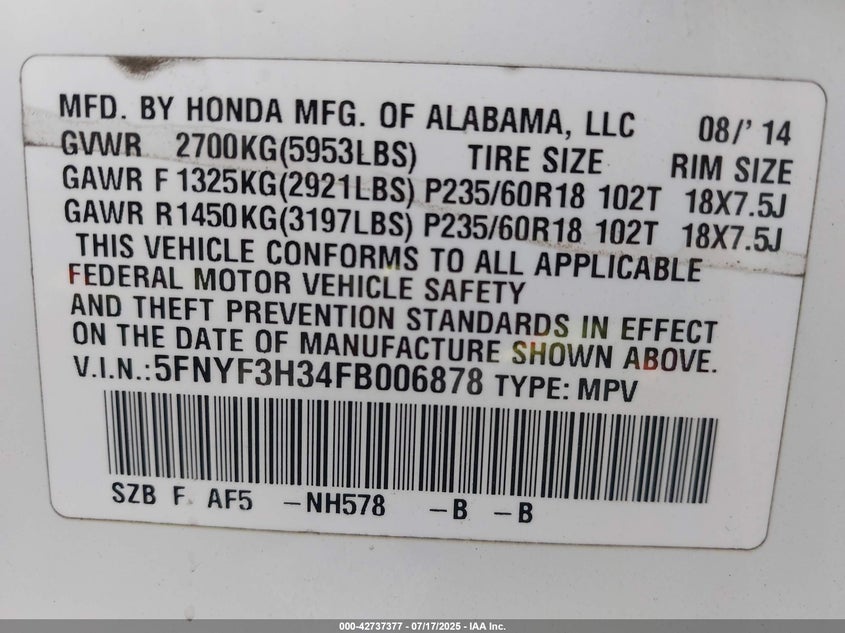 MFD. BY HONDA MFG. OF ALABAMA, LLC 08/' 14
GVWR 2700KG(5953LBS) TIRE SIZE RIM SIZE
GAWR F 1325KG(2921LBS) P235/60R18 102T 18X7.5J
GAWR R1450KG(3197LBS) P235/60R18 102T 18X7.5J
THIS VEHICLE CONFORMS TO ALL APPLICABLE
FEDERAL MOTOR VEHICLE SAFETY
AND THEFT PREVENTION STANDARDS IN EFFECT
ON THE DATE OF MANUFACTURE SHOWN ABOVE.
V.I.N.:5FNYF3H34FB006878 TYPE: MPV
SZB F AF5 -NH578 -B -B
000-42737377 - 07/17/2025 - IAA Inc.